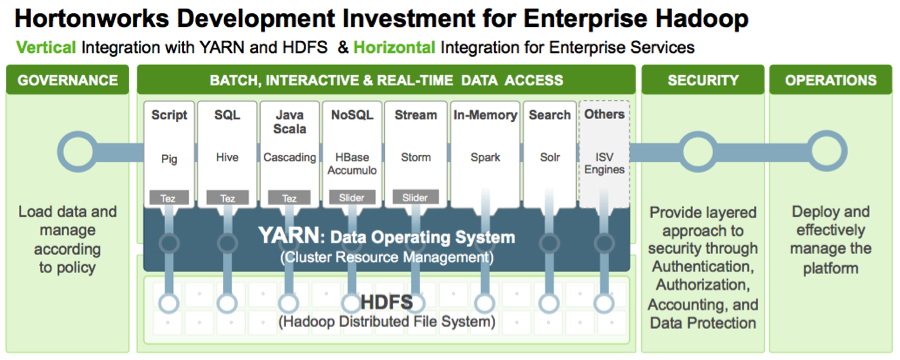 Hortonworks Development Investment for Enterprise Hadoop
Vertical Integration with YARN and HDFS & Horizontal Integration for Enterprise Services
GOVERNANCE
Load data and
manage
according
to policy
BATCH, INTERACTIVE & REAL-TIME DATA ACCESS
Script
Pig
Tez
SQL
Hive
Tez
Java
Scala
Cascading
Tez
NoSQL
HBase
Accumulo
Slider
Stream
Storm
Slider
In-Memory
Spark
Search
Solr
Others
ISV
Engines
YARN: Data Operating System
(Cluster Resource Management)
HDFS
(Hadoop Distributed File System)
SECURITY
Provide layered
approach to
security through
Authentication,
Authorization,
Accounting, and
Data Protection
OPERATIONS
Deploy and
effectively
manage the
platform